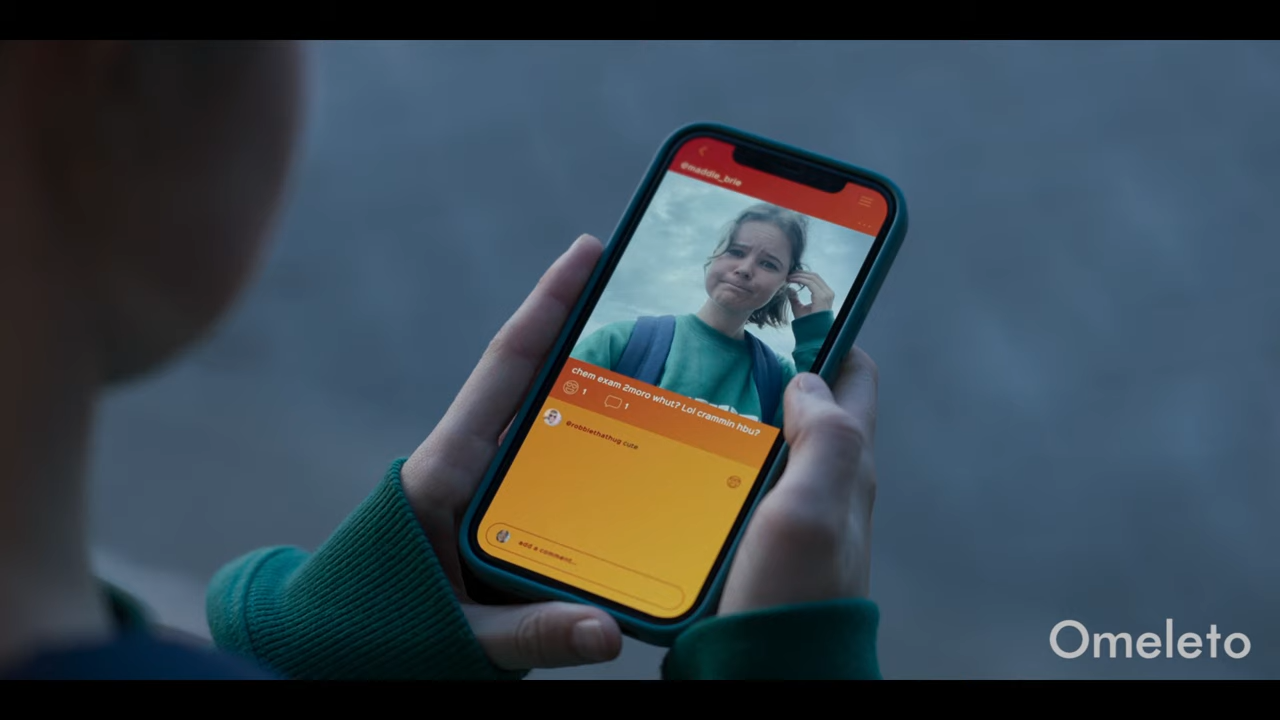 @maddie_brie
chem exam 2moro whut? Lol crammin hbu?
1 1
@robbiethathug cute
add a comment...
Omeleto